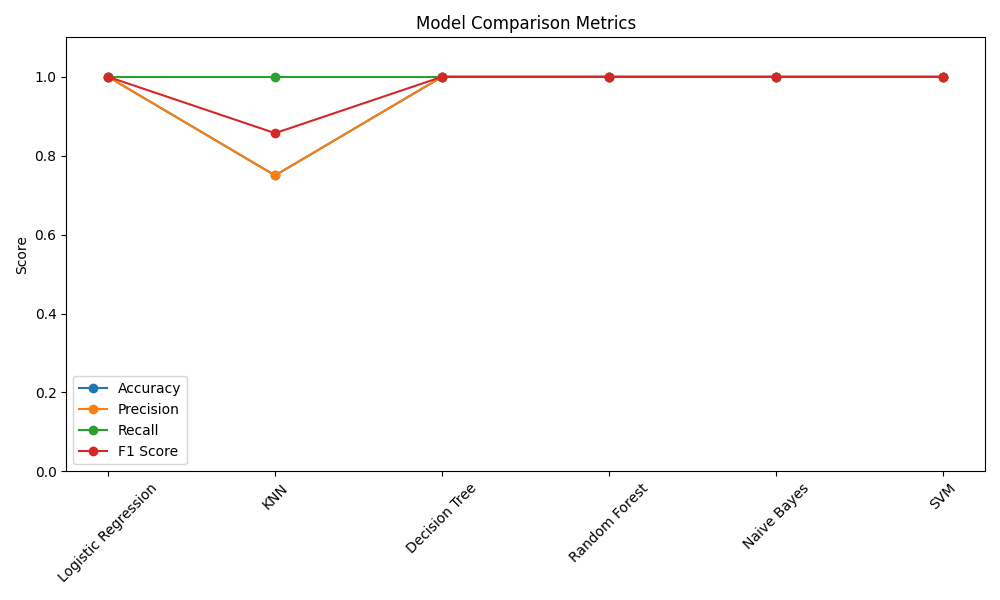 Model Comparison Metrics
Score
1.0
0.8
0.6
0.4
0.2
0.0
Accuracy
Precision
Recall
F1 Score
Logistic Regression
KNN
Decision Tree
Random Forest
Naive Bayes
SVM